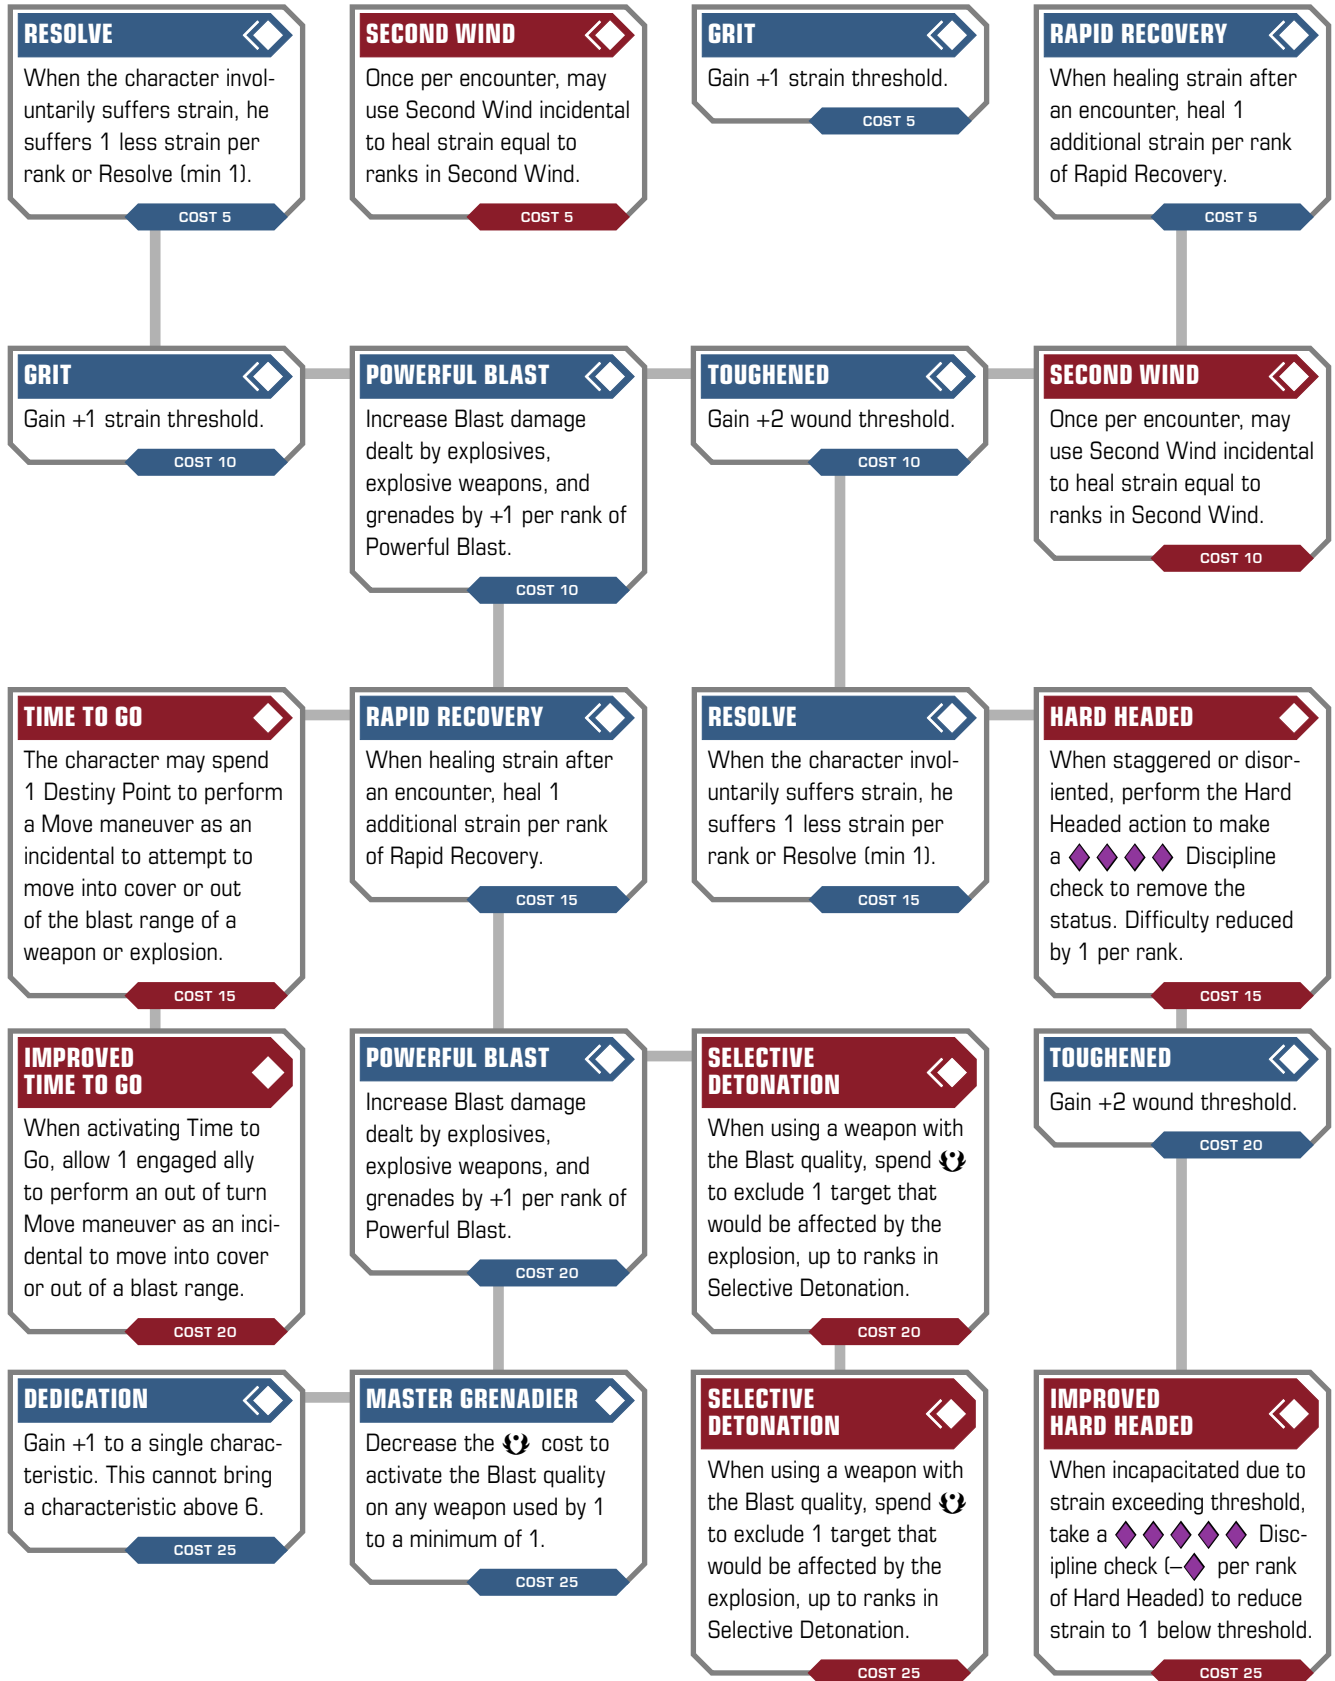 RESOLVE
When the character invol-
untarily suffers strain, he
suffers 1 less strain per
rank or Resolve (min 1).
COST 5
SECOND WIND
Once per encounter, may
use Second Wind incidental
to heal strain equal to
ranks in Second Wind.
COST 5
GRIT
Gain +1 strain threshold.
COST 5
RAPID RECOVERY
When healing strain after
an encounter, heal 1
additional strain per rank
of Rapid Recovery.
COST 5
GRIT
Gain +1 strain threshold.
COST 10
POWERFUL BLAST
Increase Blast damage
dealt by explosives,
explosive weapons, and
grenades by +1 per rank of
Powerful Blast.
COST 10
TOUGHENED
Gain +2 wound threshold.
COST 10
SECOND WIND
Once per encounter, may
use Second Wind incidental
to heal strain equal to
ranks in Second Wind.
COST 10
TIME TO GO
The character may spend
1 Destiny Point to perform
a Move maneuver as an
incidental to attempt to
move into cover or out
of the blast range of a
weapon or explosion.
COST 15
RAPID RECOVERY
When healing strain after
an encounter, heal 1
additional strain per rank
of Rapid Recovery.
COST 15
RESOLVE
When the character invol-
untarily suffers strain, he
suffers 1 less strain per
rank or Resolve (min 1).
COST 15
HARD HEADED
When staggered or disor-
iented, perform the Hard
Headed action to make
a Discipline
check to remove the
status. Difficulty reduced
by 1 per rank.
COST 15
IMPROVED
TIME TO GO
When activating Time to
Go, allow 1 engaged ally
to perform an out of turn
Move maneuver as an inci-
dental to move into cover
or out of a blast range.
COST 20
POWERFUL BLAST
Increase Blast damage
dealt by explosives,
explosive weapons, and
grenades by +1 per rank of
Powerful Blast.
COST 20
SELECTIVE
DETONATION
When using a weapon with
the Blast quality, spend
to exclude 1 target that
would be affected by the
explosion, up to ranks in
Selective Detonation.
COST 20
TOUGHENED
Gain +2 wound threshold.
COST 20
DEDICATION
Gain +1 to a single charac-
teristic. This cannot bring
a characteristic above 6.
COST 25
MASTER GRENADIER
Decrease the cost to
activate the Blast quality
on any weapon used by 1
to a minimum of 1.
COST 25
SELECTIVE
DETONATION
When using a weapon with
the Blast quality, spend
to exclude 1 target that
would be affected by the
explosion, up to ranks in
Selective Detonation.
COST 25
IMPROVED
HARD HEADED
When incapacitated due to
strain exceeding threshold,
take a Disc-
ipline check (– per rank
of Hard Headed) to reduce
strain to 1 below threshold.
COST 25